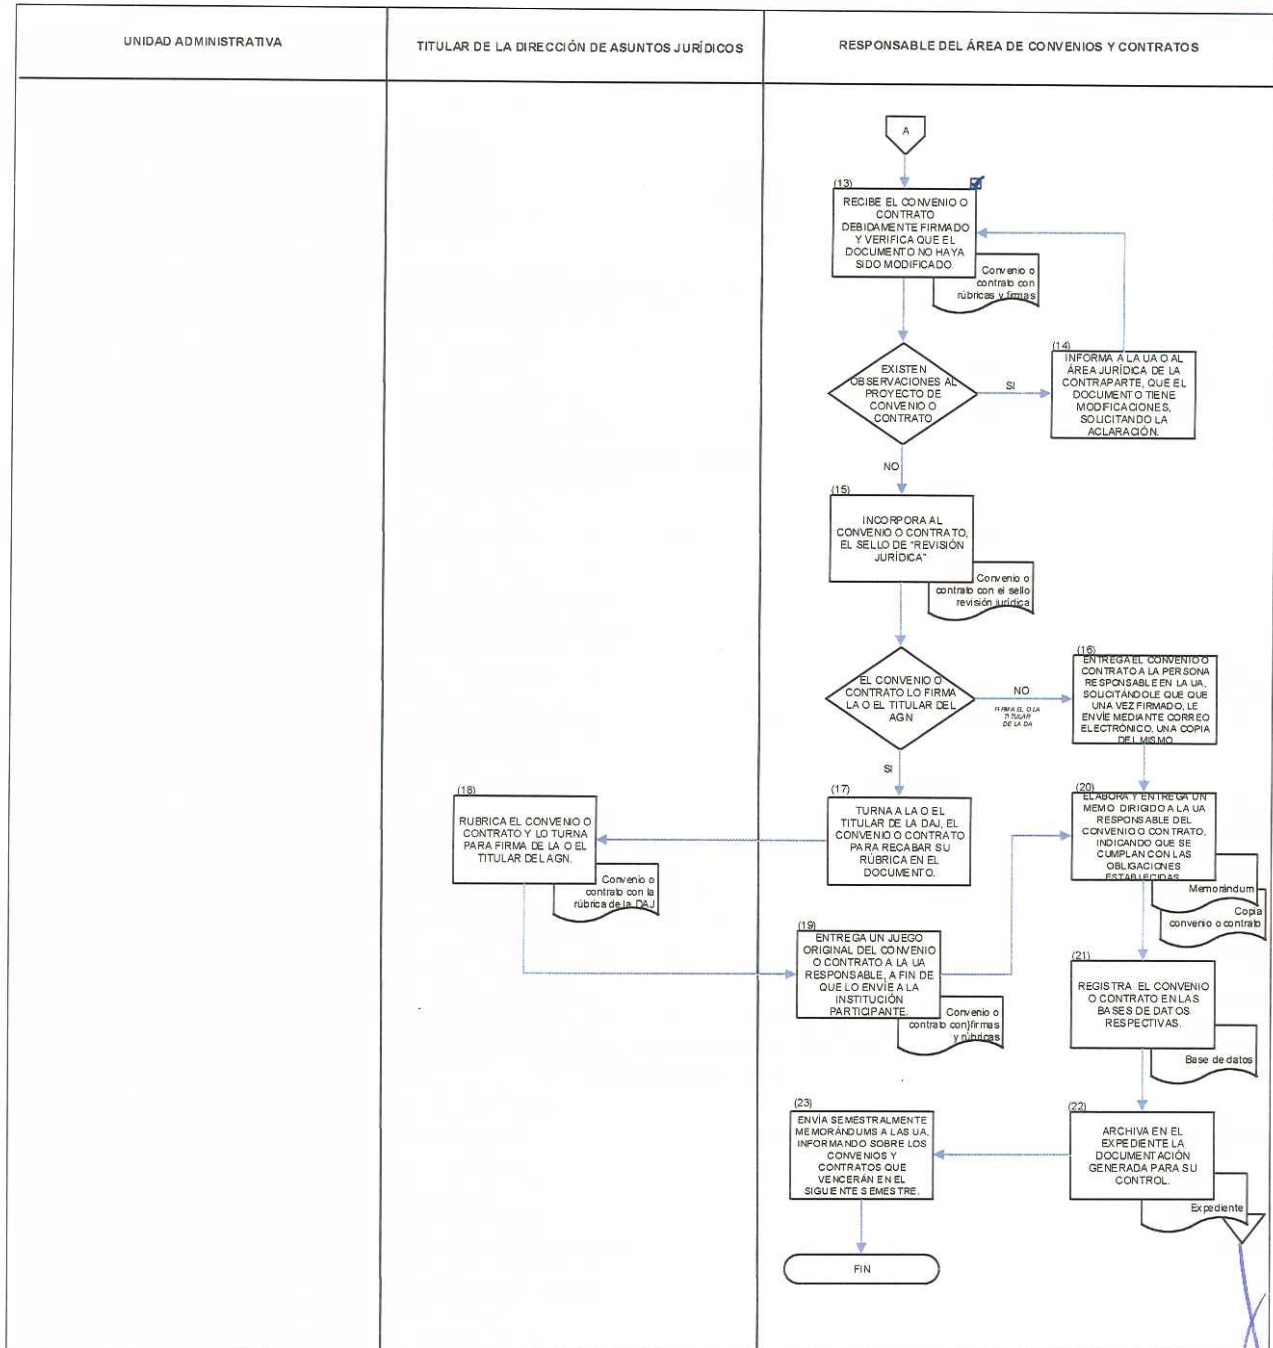 UNIDAD ADMINISTRATIVA
TITULAR DE LA DIRECCIÓN DE ASUNTOS JURÍDICOS
RESPONSABLE DEL ÁREA DE CONVENIOS Y CONTRATOS
A
(13)
RECIBE EL CONVENIO O
CONTRATO
DEBIDAMENTE FIRMADO
Y VERIFICA QUE EL
DOCUMENTO NO HAYA
SIDO MODIFICADO.
Convenio o
contrato con
rúbricas y firmas
EXISTEN
OBSERVACIONES AL
PROYECTO DE
CONVENIO O
CONTRATO
SI
(14)
INFORMA A LA UA O AL
ÁREA JURÍDICA DE LA
CONTRAPARTE, QUE EL
DOCUMENTO TIENE
MODIFICACIONES,
SOLICITANDO LA
ACLARACIÓN.
NO
(15)
INCORPORA AL
CONVENIO O CONTRATO,
EL SELLO DE "REVISIÓN
JURÍDICA"
Convenio o
contrato con el sello
revisión jurídica
EL CONVENIO O
CONTRATO LO FIRMA
LA O EL TITULAR DEL
AGN
NO
FIRMA EL O LA
TITULAR
DE LA DA
(16)
ENTREGA EL CONVENIO O
CONTRATO A LA PERSONA
RESPONSABLE EN LA UA,
SOLICITÁNDOLE QUE QUE
UNA VEZ FIRMADO, LE
ENVÍE MEDIANTE CORREO
ELECTRÓNICO, UNA COPIA
DEL MISMO
SI
(17)
TURNA A LA O EL
TITULAR DE LA DAJ, EL
CONVENIO O CONTRATO
PARA RECABAR SU
RÚBRICA EN EL
DOCUMENTO.
(18)
RUBRICA EL CONVENIO O
CONTRATO Y LO TURNA
PARA FIRMA DE LA O EL
TITULAR DEL AGN.
Convenio o
contrato con la
rúbrica de la DAJ
(19)
ENTREGA UN JUEGO
ORIGINAL DEL CONVENIO
O CONTRATO A LA UA
RESPONSABLE, A FIN DE
QUE LO ENVÍE A LA
INSTITUCIÓN
PARTICIPANTE.
Convenio o
contrato con}firmas
y rúbricas
(20)
ELABORA Y ENTREGA UN
MEMO DIRIGIDO A LA UA
RESPONSABLE DEL
CONVENIO O CONTRATO,
INDICANDO QUE SE
CUMPLAN CON LAS
OBLIGACIONES
ESTABLECIDAS
Memorándum
Copia
convenio o contrato
(21)
REGISTRA EL CONVENIO
O CONTRATO EN LAS
BASES DE DATOS
RESPECTIVAS.
Base de datos
(22)
ARCHIVA EN EL
EXPEDIENTE LA
DOCUMENTACIÓN
GENERADA PARA SU
CONTROL.
Expediente
(23)
ENVÍA SEMESTRALMENTE
MEMORÁNDUMS A LAS UA,
INFORMANDO SOBRE LOS
CONVENIOS Y
CONTRATOS QUE
VENCERÁN EN EL
SIGUIENTE SEMESTRE.
FIN